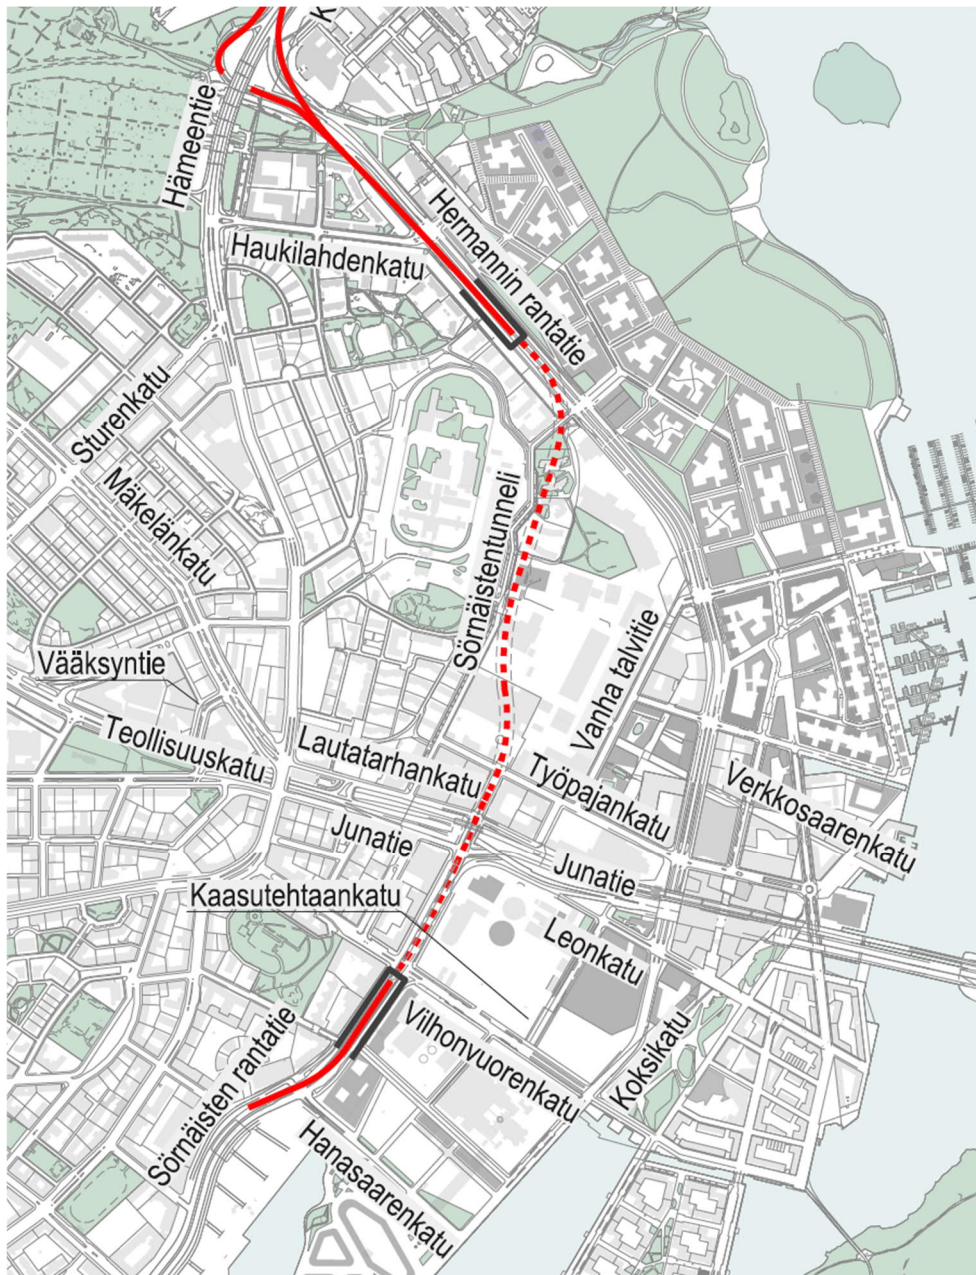 K
Hämeentie
Hermannin rantatie
Haukilahdenkatu
Sturenkatu
Mäkelänkatu
Sörnäistentunneli
Vääksyntie
Vanha talvitie
Teollisuuskatu
Lautatarhankatu
Työpajankatu
Verkkosaarenkatu
Junatie
Junatie
Kaasutehtaankatu
Leonkatu
Sörnäisten rantatie
Vilhonvuorenkatu
Koksikatu
Hanasaarenkatu